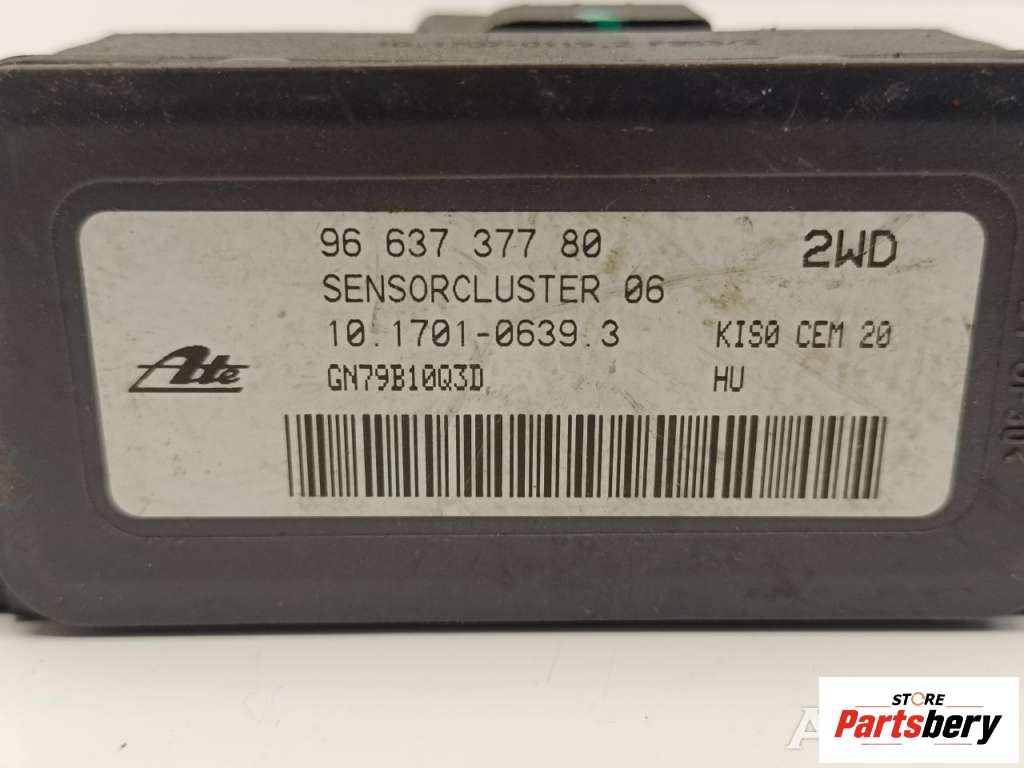 96 637 377 80
2WD
SENSORCLUSTER 06
10.1701-0639.3
KIS0 CEM 20
Ate
GN79B10Q3D
HU
STORE
Partsbery